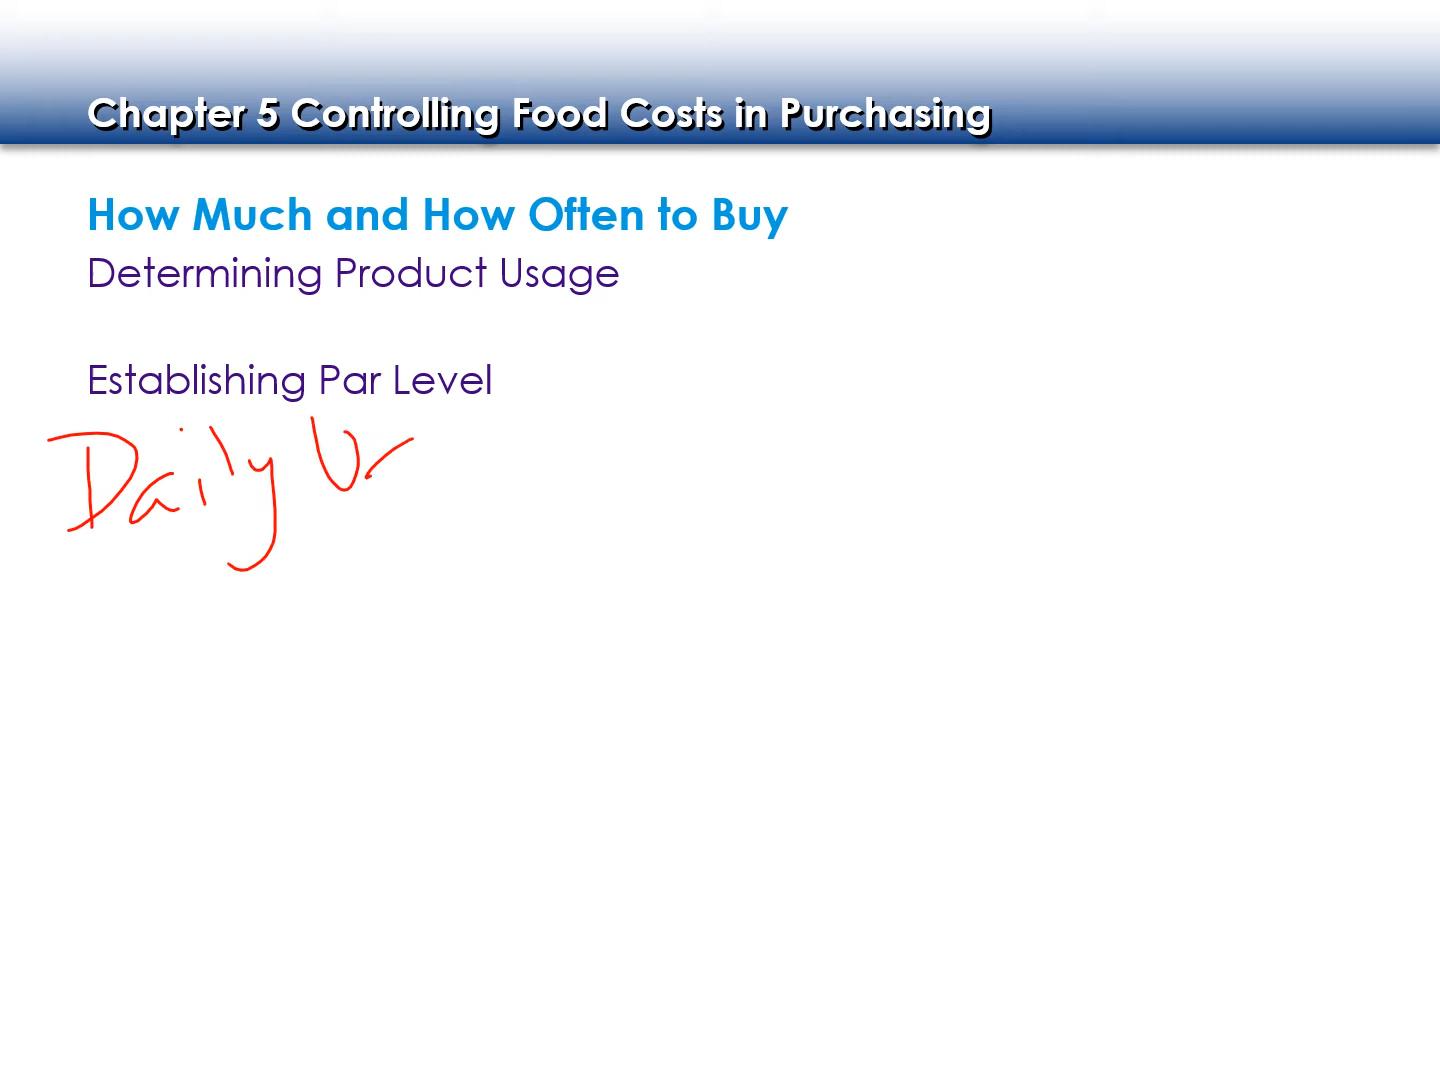 Chapter 5 Controlling Food Costs in Purchasing
How Much and How Often to Buy
Determining Product Usage
Establishing Par Level
Daily U